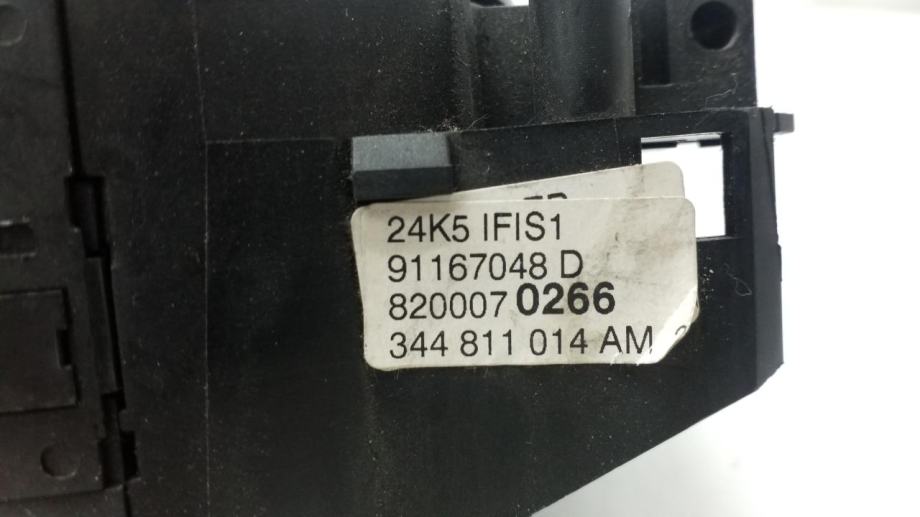 24K5 IFIS1
91167048 D
820007 0266
344 811 014 AM